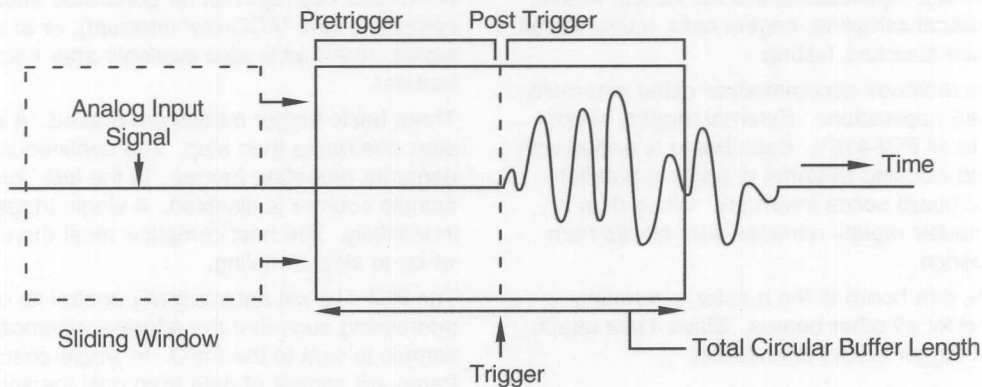 Pretrigger
Post Trigger
Analog Input
Signal
Time
Sliding Window
Total Circular Buffer Length
Trigger